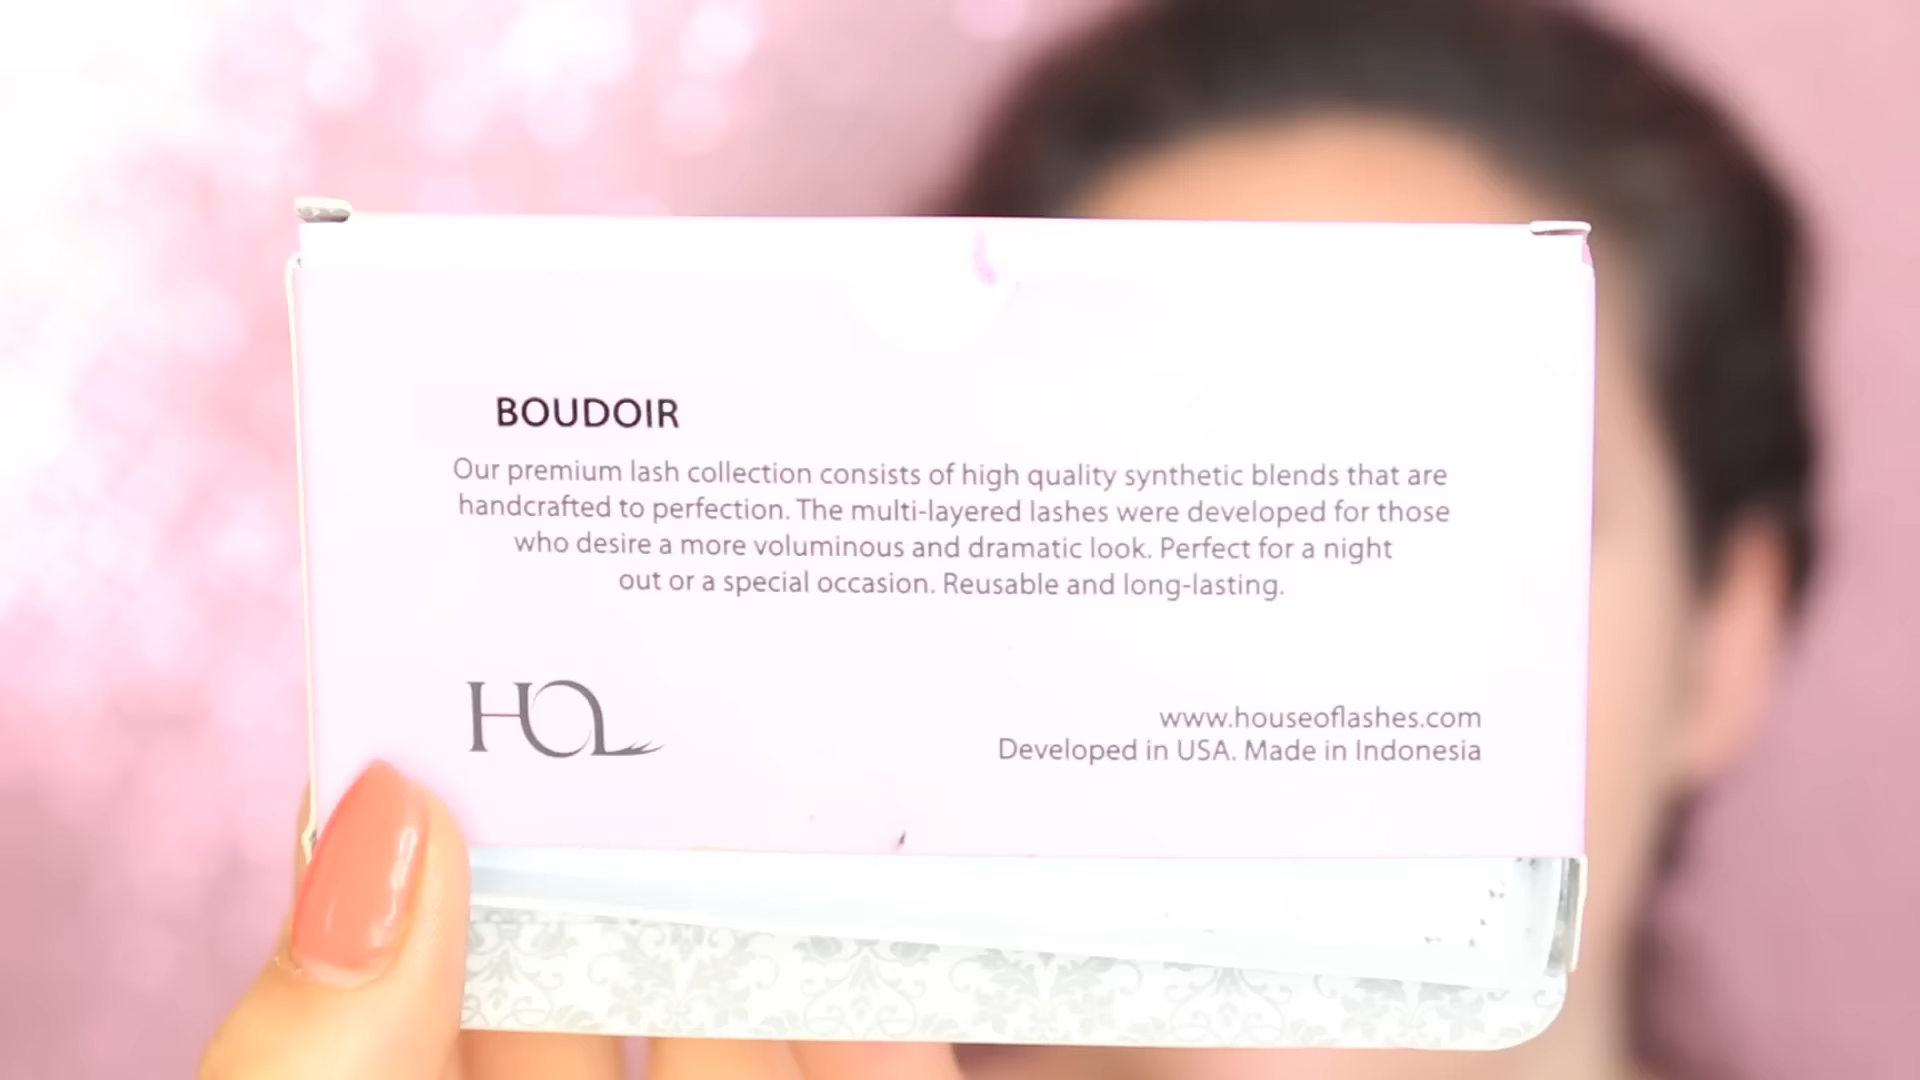 BOUDOIR
Our premium lash collection consists of high quality synthetic blends that are
handcrafted to perfection. The multi-layered lashes were developed for those
who desire a more voluminous and dramatic look. Perfect for a night
out or a special occasion. Reusable and long-lasting.
HOL
www.houseoflashes.com
Developed in USA. Made in Indonesia